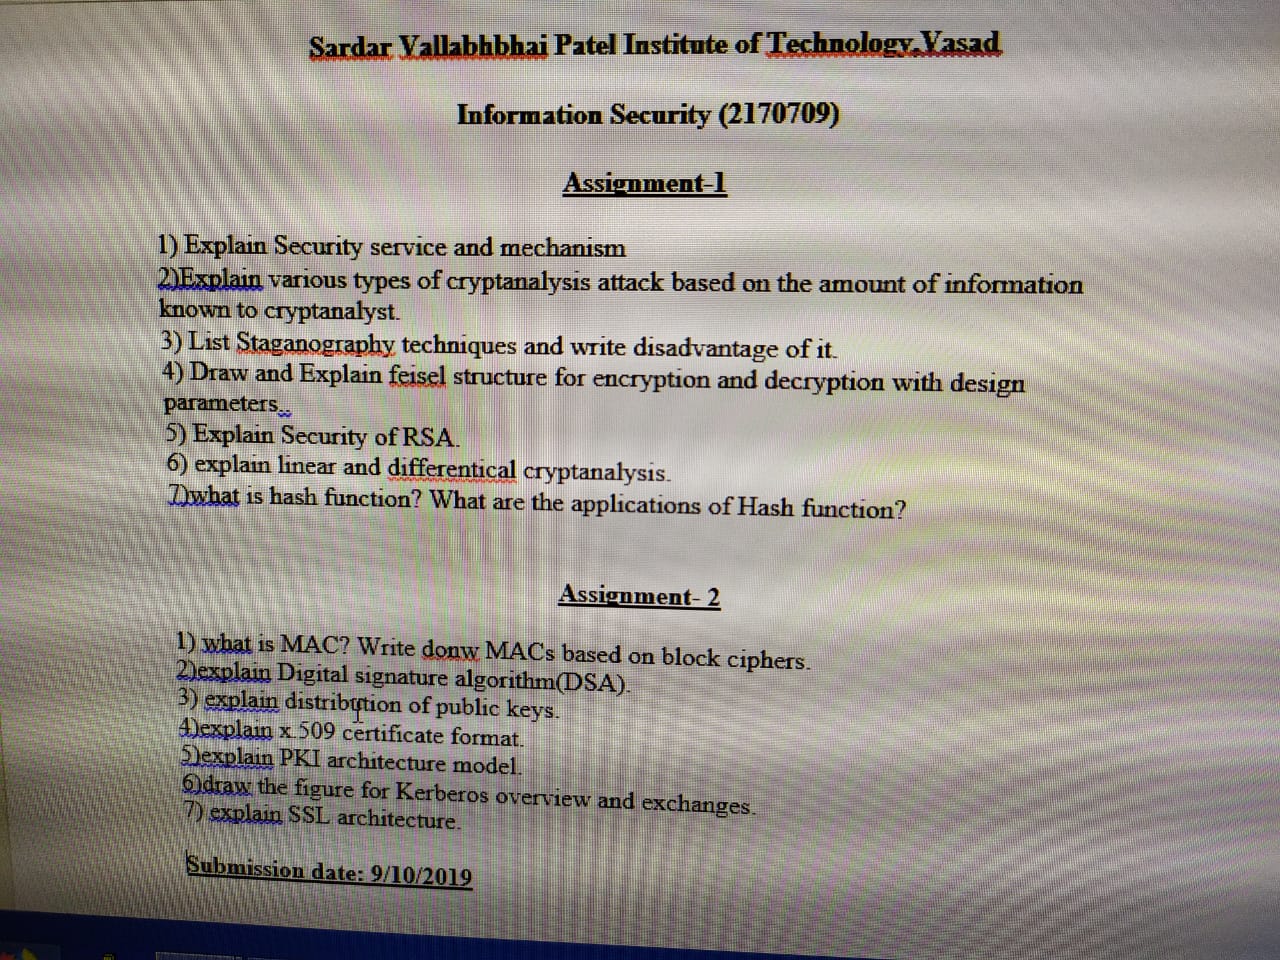 Sardar Vallabhbhai Patel Institute of Technology,Vasad
Information Security (2170709)
Assignment-1
1) Explain Security service and mechanism
2)Explain various types of cryptanalysis attack based on the amount of information
known to cryptanalyst.
3) List Staganography techniques and write disadvantage of it.
4) Draw and Explain feisel structure for encryption and decryption with design
parameters..
5) Explain Security of RSA.
6) explain linear and differentical cryptanalysis.
7)what is hash function? What are the applications of Hash function?
Assignment- 2
1) what is MAC? Write donw MACs based on block ciphers.
2)explain Digital signature algorithm(DSA).
3) explain distribution of public keys.
4)explain x.509 certificate format.
5)explain PKI architecture model.
6)draw the figure for Kerberos overview and exchanges.
7) explain SSL architecture.
Submission date: 9/10/2019